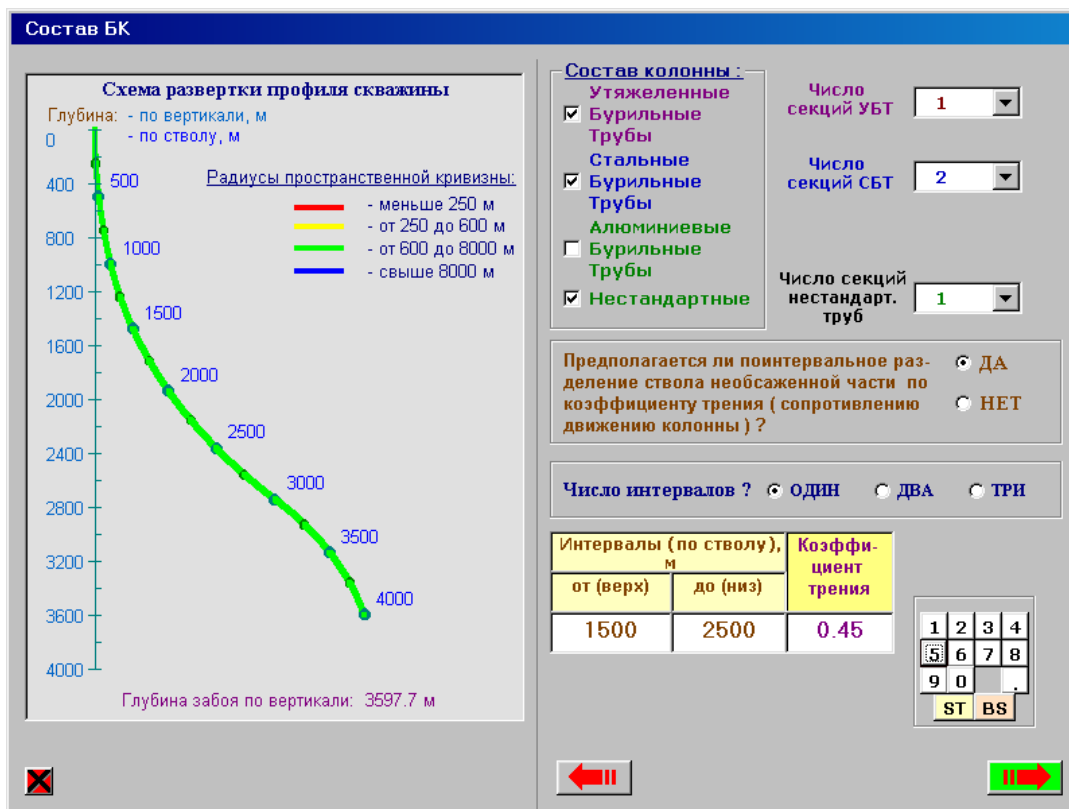 Состав БК
Схема развертки профиля скважины
Глубина: - по вертикали, м
- по стволу, м
0
400
800
1200
1600
2000
2400
2800
3200
3600
4000
500
1000
1500
2000
2500
3000
3500
4000
Радиусы пространственной кривизны:
- меньше 250 м
- от 250 до 600 м
- от 600 до 8000 м
- свыше 8000 м
Глубина забоя по вертикали: 3597.7 м
Состав колонны :
Утяжеленные
Бурильные
Трубы
Стальные
Бурильные
Трубы
Алюминиевые
Бурильные
Трубы
Нестандартные
Число
секций УБТ
1
Число
секций СБТ
2
Число секций
нестандарт.
труб
1
Предполагается ли поинтервальное раз-
деление ствола необсаженной части по
коэффициенту трения ( сопротивлению
движению колонны ) ?
ДА
НЕТ
Число интервалов ? ОДИН ДВА ТРИ
Интервалы ( по стволу ),
м
от (верх) до (низ)
Коэффи-
циент
трения
1500 2500 0.45
1 2 3 4
5 6 7 8
9 0 .
ST BS